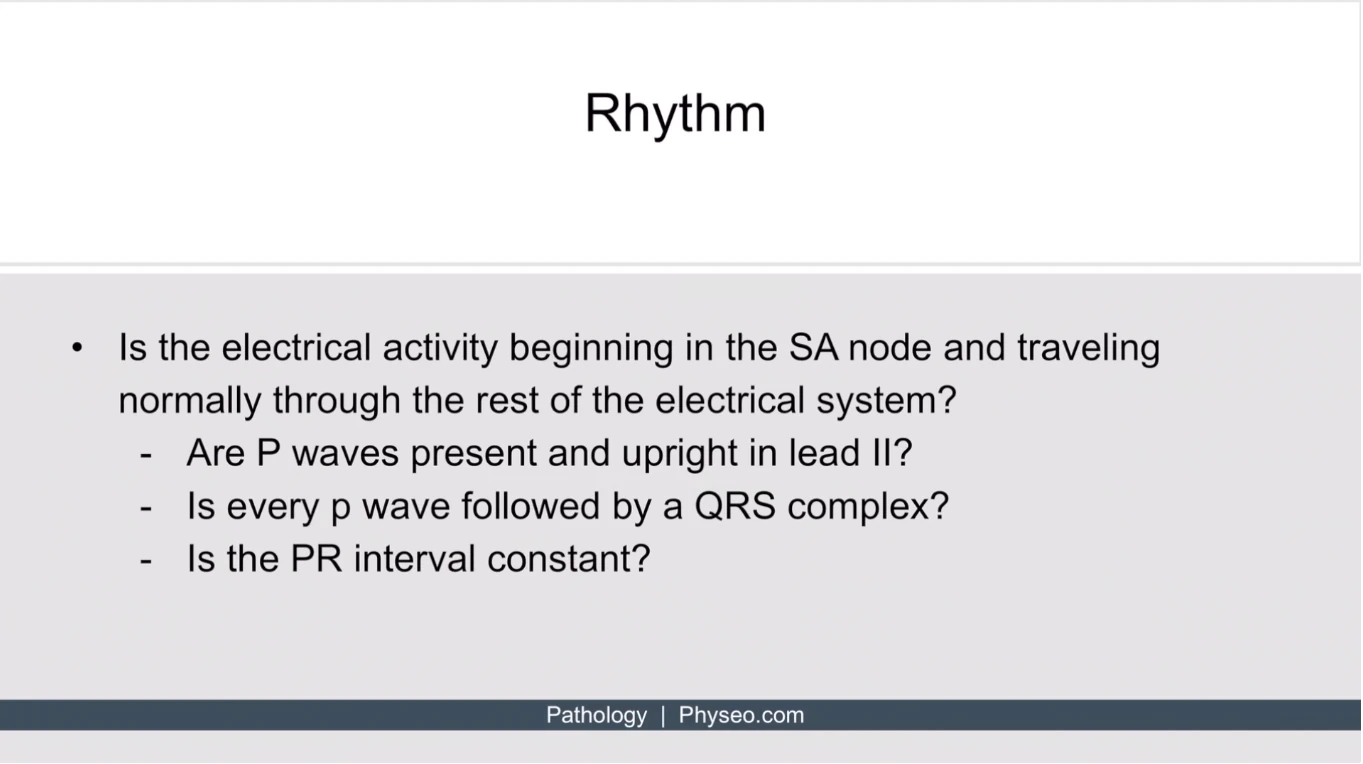 Rhythm
• Is the electrical activity beginning in the SA node and traveling
normally through the rest of the electrical system?
- Are P waves present and upright in lead II?
- Is every p wave followed by a QRS complex?
- Is the PR interval constant?
Pathology | Physeo.com